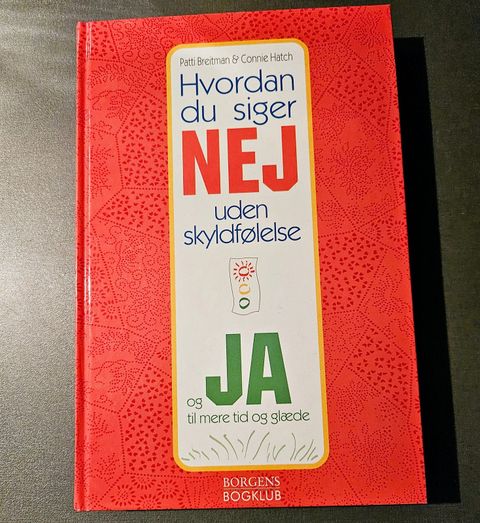 Patti Breitman & Connie Hatch
Hvordan
du siger
NEJ
uden
skyldfølelse
og JA
til mere tid og glæde
BORGENS
BOGKLUB